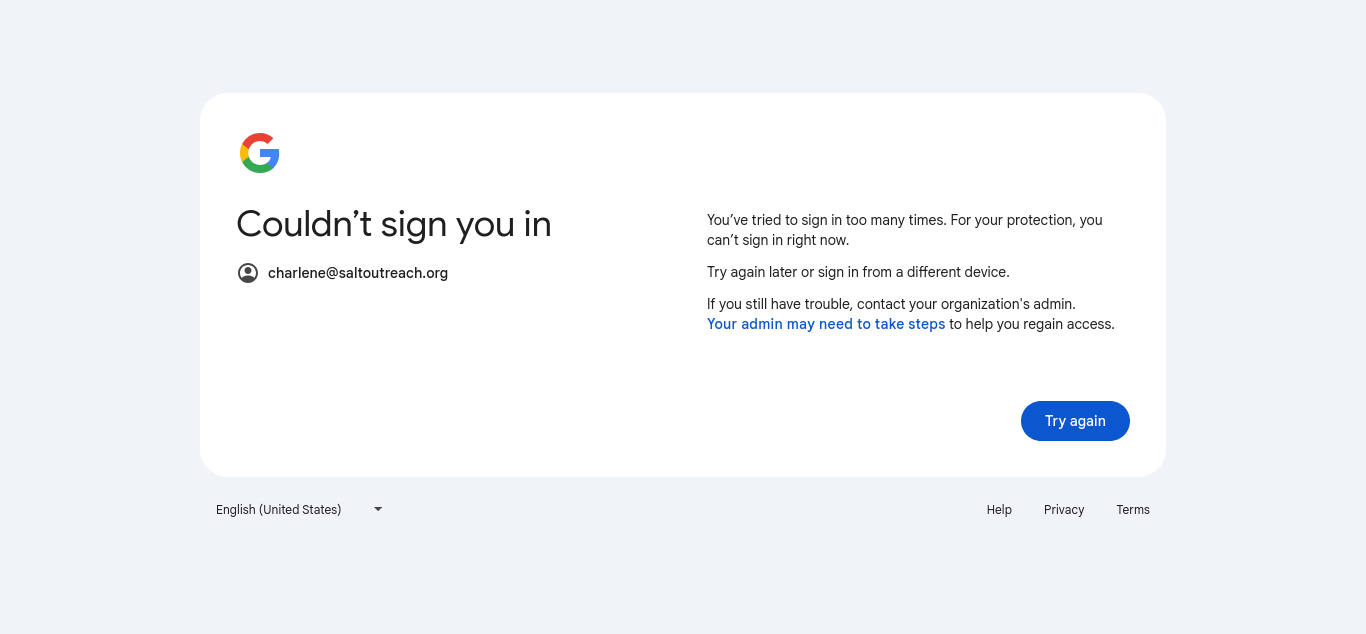 Couldn’t sign you in
charlene@saltoutreach.org
You’ve tried to sign in too many times. For your protection, you
can’t sign in right now.
Try again later or sign in from a different device.
If you still have trouble, contact your organization's admin.
Your admin may need to take steps to help you regain access.
Try again
English (United States)
Help
Privacy
Terms